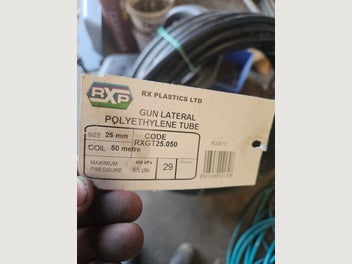 RXP
RX PLASTICS LTD
GUN LATERAL
POLYETHYLENE TUBE
SIZE 25 mm
CODE
RXGT25.050
COIL 50 metre
MAXIMUM
PRESSURE
450 kPa
65 psi
29